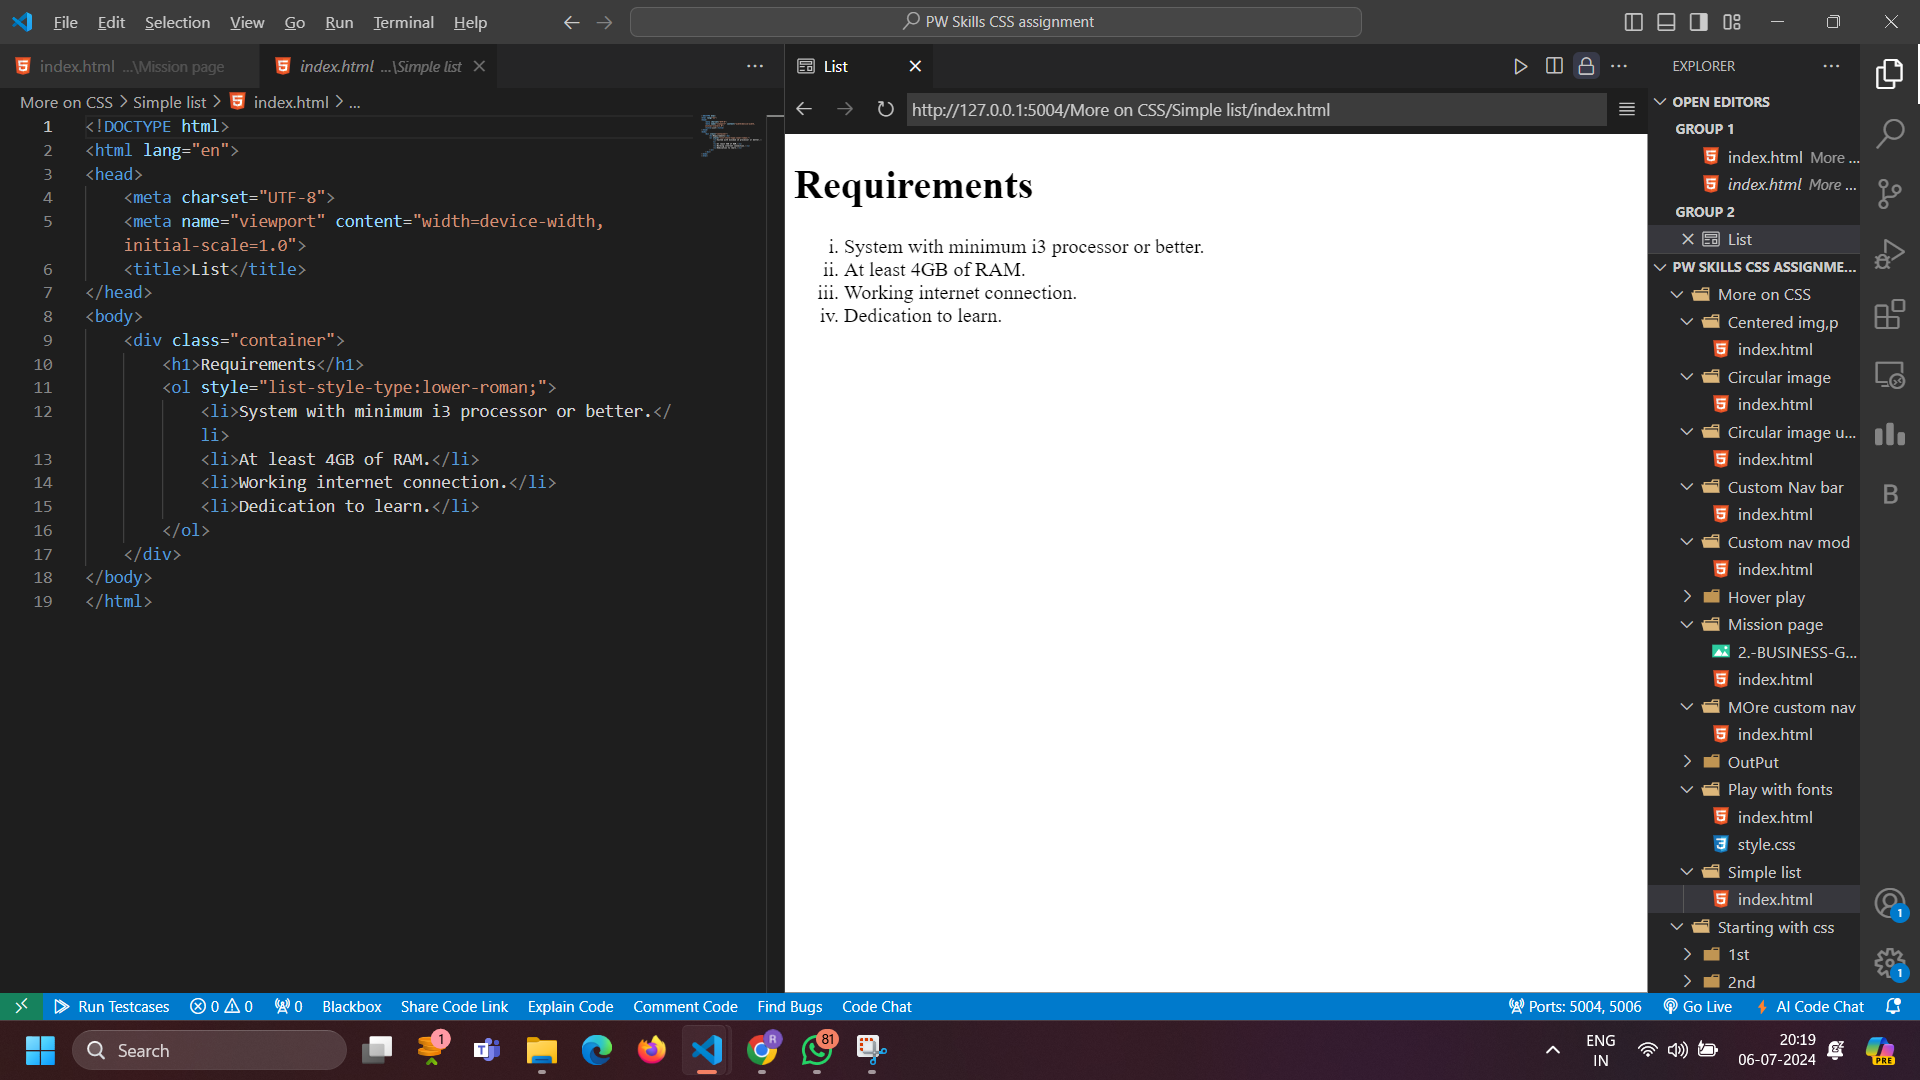 File Edit Selection View Go Run Terminal Help
PW Skills CSS assignment
index.html ...\Mission page
index.html ...\Simple list
List
EXPLORER
More on CSS > Simple list > index.html > ...
http://127.0.0.1:5004/More on CSS/Simple list/index.html
1 <!DOCTYPE html>
2 <html lang="en">
3 <head>
4 <meta charset="UTF-8">
5 <meta name="viewport" content="width=device-width,
initial-scale=1.0">
6 <title>List</title>
7 </head>
8 <body>
9 <div class="container">
10 <h1>Requirements</h1>
11 <ol style="list-style-type:lower-roman;">
12 <li>System with minimum i3 processor or better.</
li>
13 <li>At least 4GB of RAM.</li>
14 <li>Working internet connection.</li>
15 <li>Dedication to learn.</li>
16 </ol>
17 </div>
18 </body>
19 </html>
Requirements
i. System with minimum i3 processor or better.
ii. At least 4GB of RAM.
iii. Working internet connection.
iv. Dedication to learn.
OPEN EDITORS
GROUP 1
index.html More ...
index.html More ...
GROUP 2
List
PW SKILLS CSS ASSIGNME...
More on CSS
Centered img,p
index.html
Circular image
index.html
Circular image u...
index.html
Custom Nav bar
index.html
Custom nav mod
index.html
Hover play
Mission page
2.-BUSINESS-G...
index.html
MOre custom nav
index.html
OutPut
Play with fonts
index.html
style.css
Simple list
index.html
Starting with css
1st
2nd
B
1
1
Run Testcases 0 0 0 Blackbox Share Code Link Explain Code Comment Code Find Bugs Code Chat Ports: 5004, 5006 Go Live AI Code Chat
Search
1
R
81
ENG
IN
20:19
06-07-2024
PRE